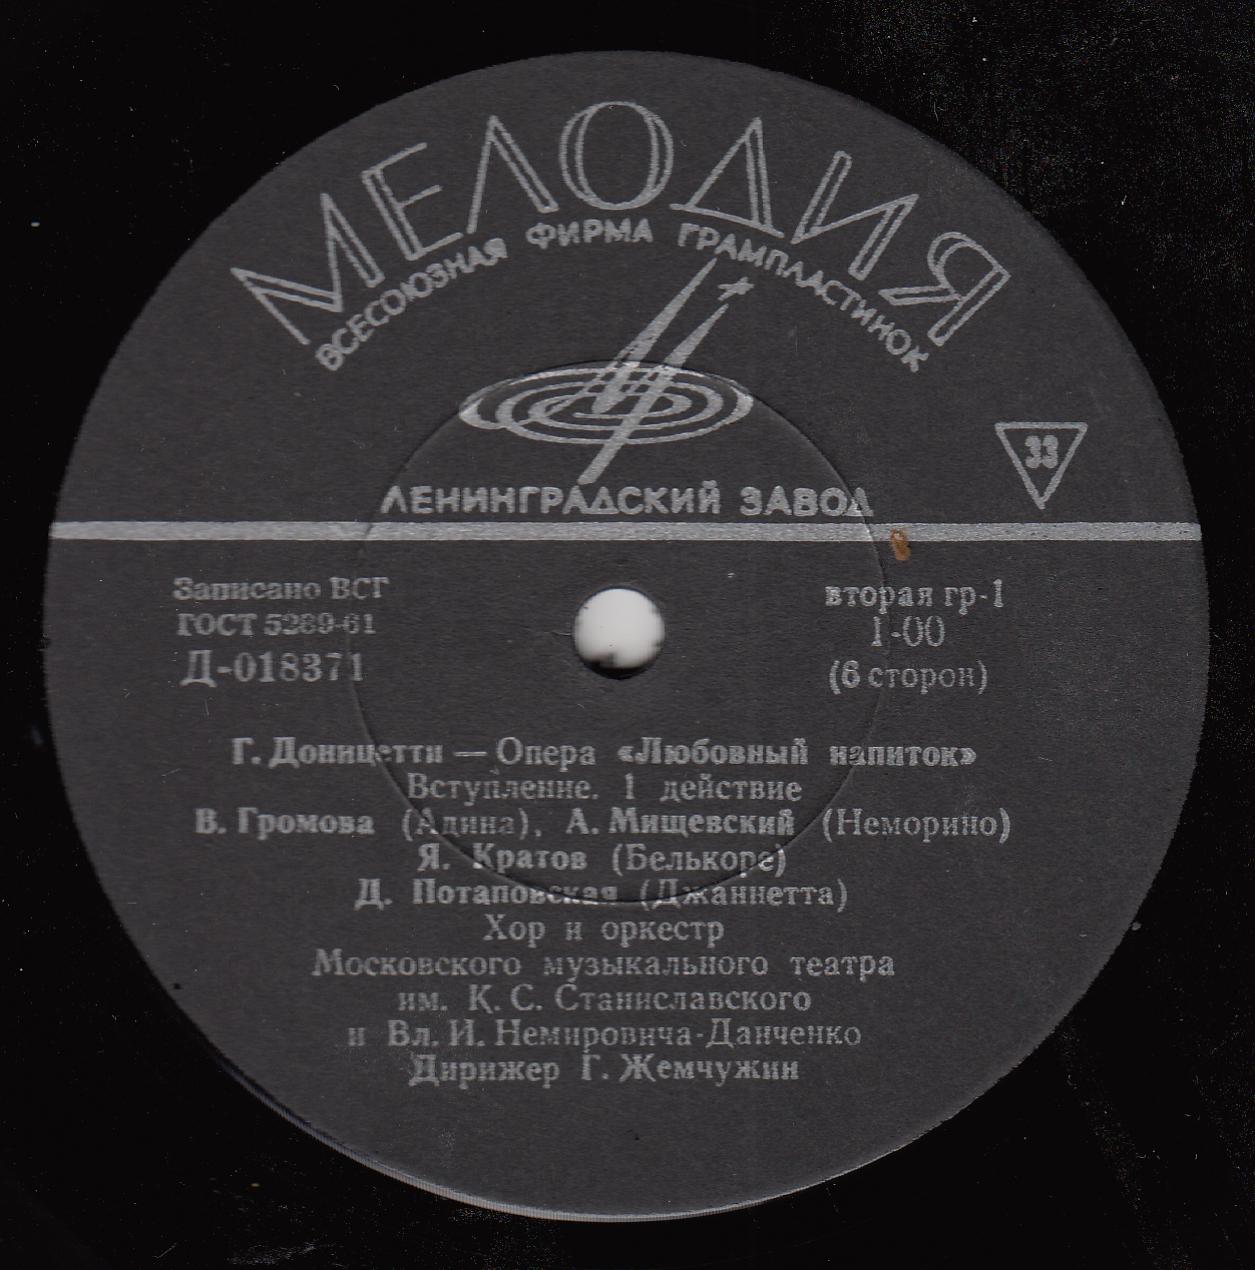 МЕЛОДИЯ
ВСЕСОЮЗНАЯ ФИРМА ГРАМПЛАСТИНОК
33
ЛЕНИНГРАДСКИЙ ЗАВОД
Записано ВСГ
ГОСТ 5289-61
Д-018371
вторая гр-1
1-00
(6 сторон)
Г. Доницетти — Опера «Любовный напиток»
Вступление. 1 действие
В. Громова (Адина), А. Мищевский (Неморино)
Я. Кратов (Белькоре)
Д. Потаповская (Джаннетта)
Хор и оркестр
Московского музыкального театра
им. К. С. Станиславского
и Вл. И. Немировича-Данченко
Дирижер Г. Жемчужин